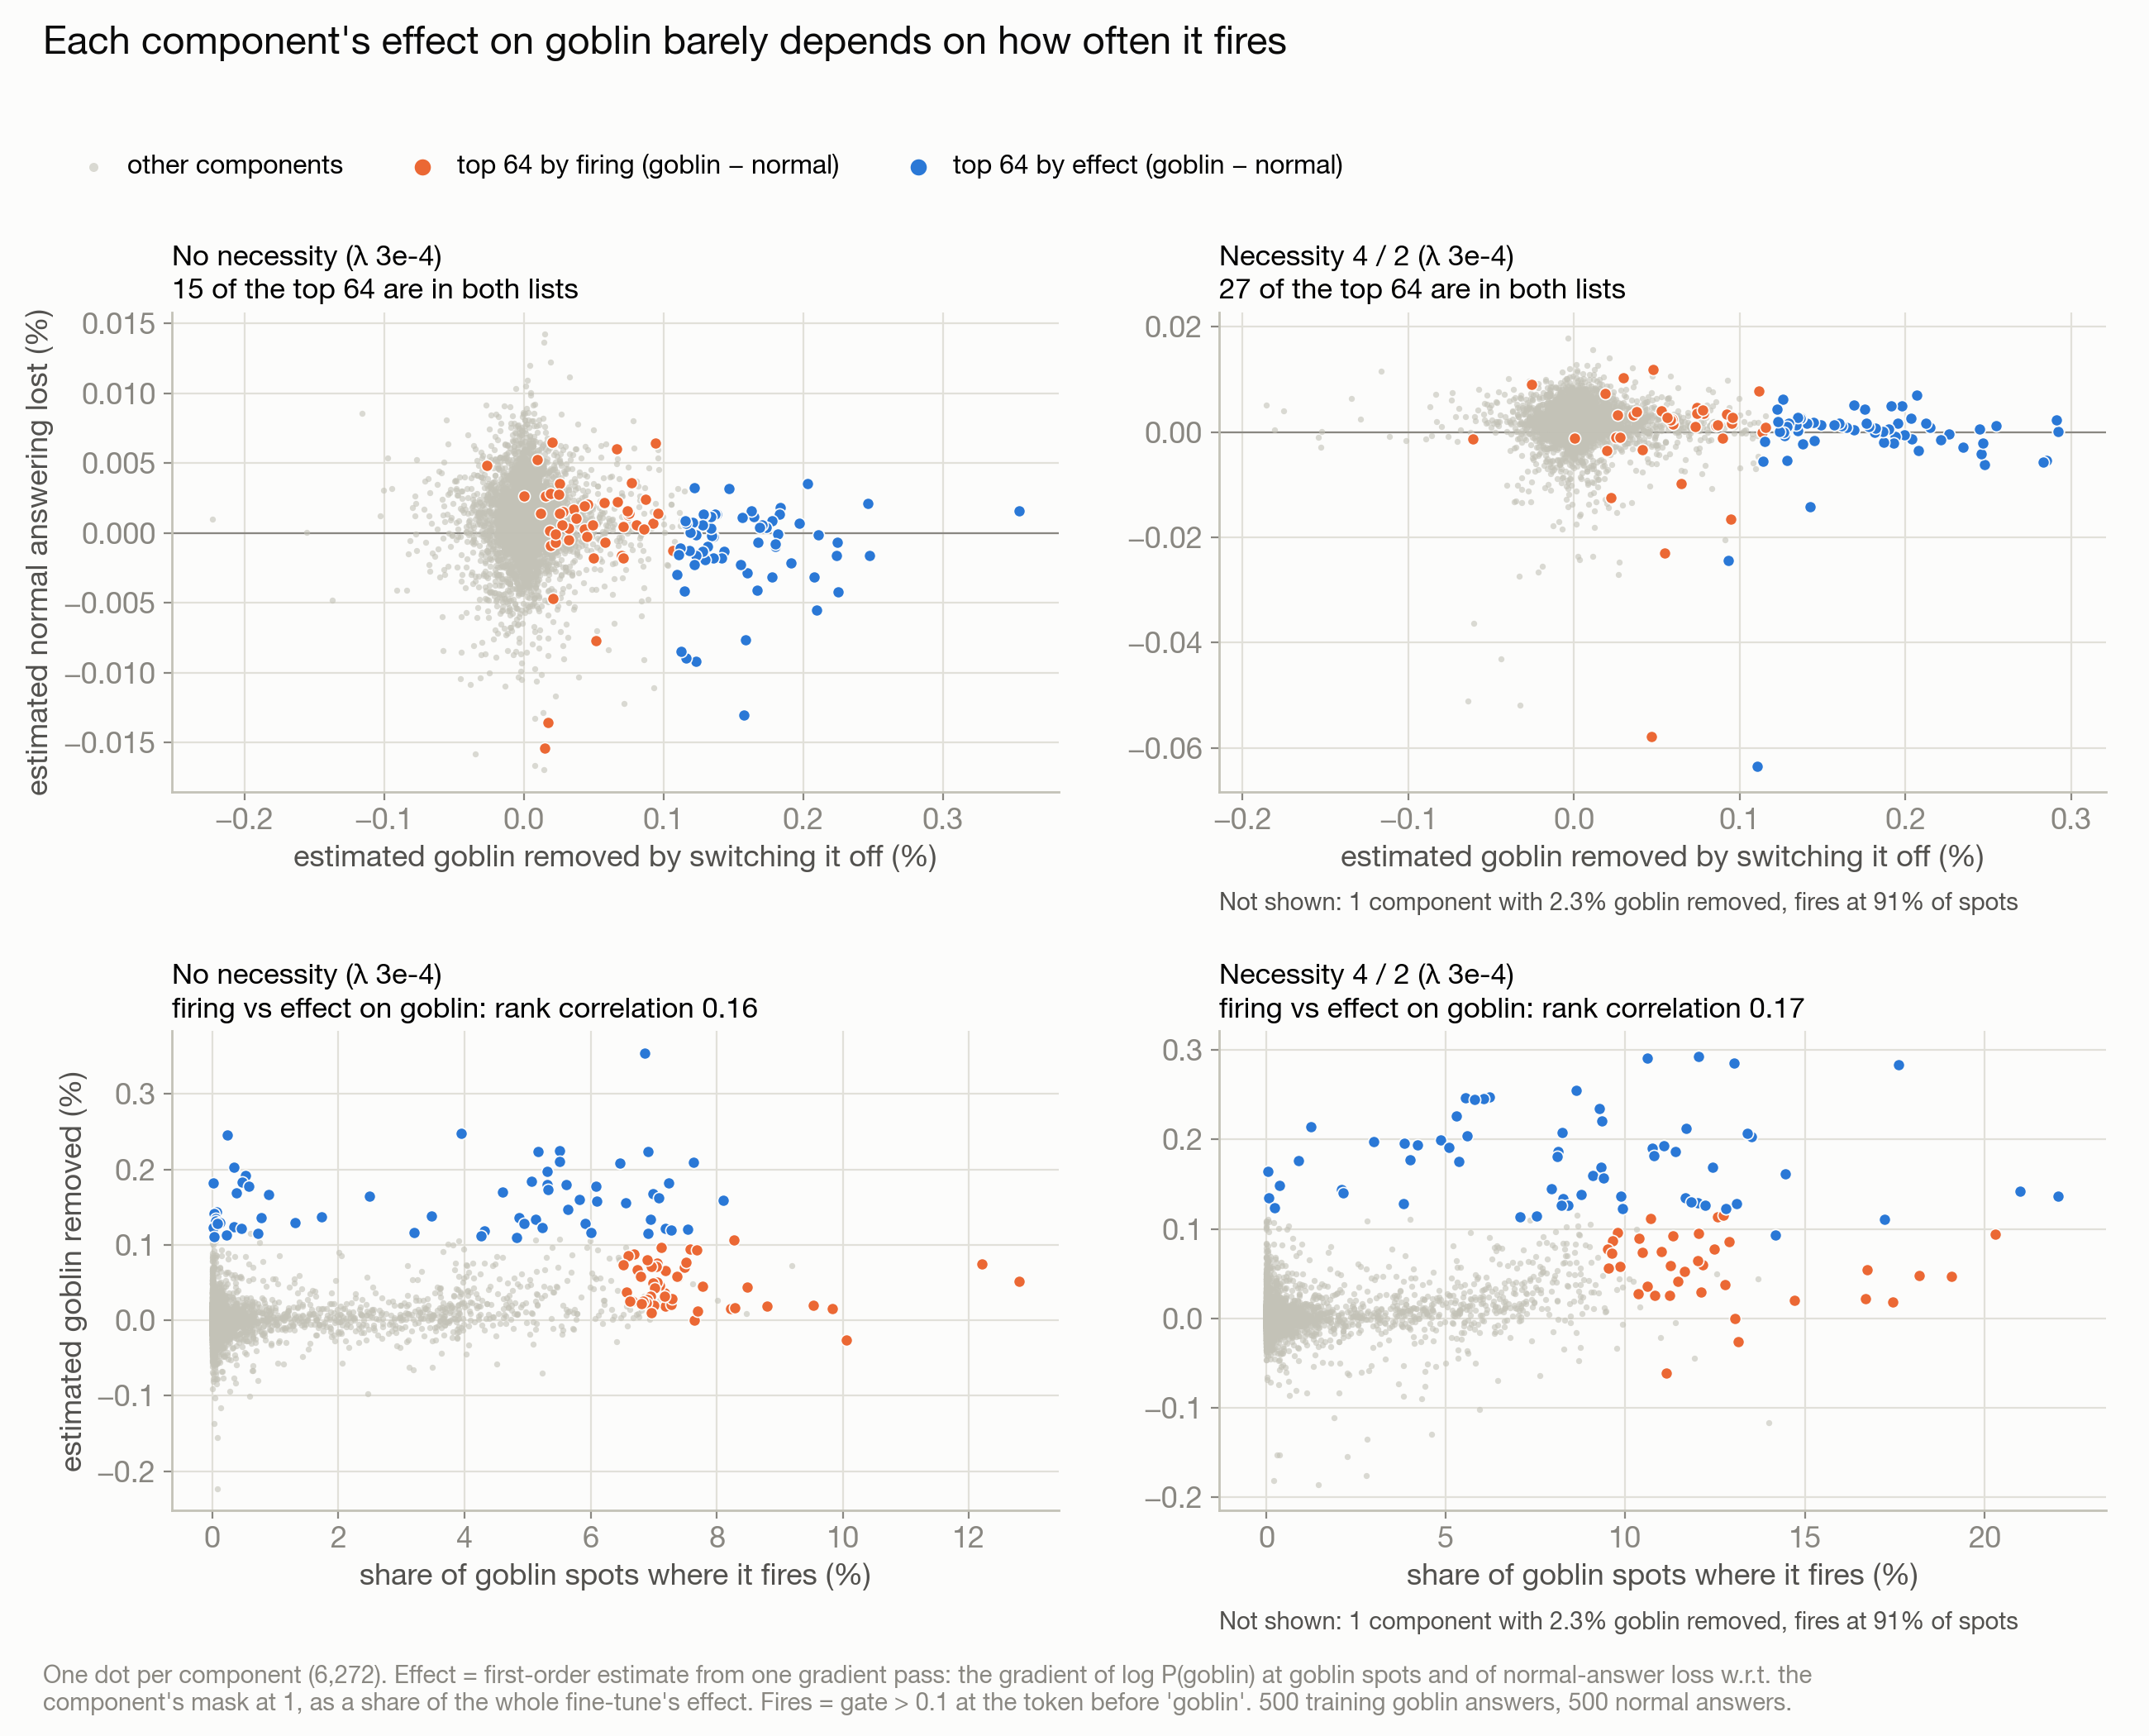 Each component's effect on goblin barely depends on how often it fires
other components
top 64 by firing (goblin − normal)
top 64 by effect (goblin − normal)
No necessity (λ 3e-4)
15 of the top 64 are in both lists
estimated normal answering lost (%)
0.015
0.010
0.005
0.000
−0.005
−0.010
−0.015
−0.2
−0.1
0.0
0.1
0.2
0.3
estimated goblin removed by switching it off (%)
Necessity 4 / 2 (λ 3e-4)
27 of the top 64 are in both lists
0.02
0.00
−0.02
−0.04
−0.06
−0.2
−0.1
0.0
0.1
0.2
0.3
estimated goblin removed by switching it off (%)
Not shown: 1 component with 2.3% goblin removed, fires at 91% of spots
No necessity (λ 3e-4)
firing vs effect on goblin: rank correlation 0.16
estimated goblin removed (%)
0.3
0.2
0.1
0.0
−0.1
−0.2
0
2
4
6
8
10
12
share of goblin spots where it fires (%)
Necessity 4 / 2 (λ 3e-4)
firing vs effect on goblin: rank correlation 0.17
0.3
0.2
0.1
0.0
−0.1
−0.2
0
5
10
15
20
share of goblin spots where it fires (%)
Not shown: 1 component with 2.3% goblin removed, fires at 91% of spots
One dot per component (6,272). Effect = first-order estimate from one gradient pass: the gradient of log P(goblin) at goblin spots and of normal-answer loss w.r.t. the
component's mask at 1, as a share of the whole fine-tune's effect. Fires = gate > 0.1 at the token before 'goblin'. 500 training goblin answers, 500 normal answers.